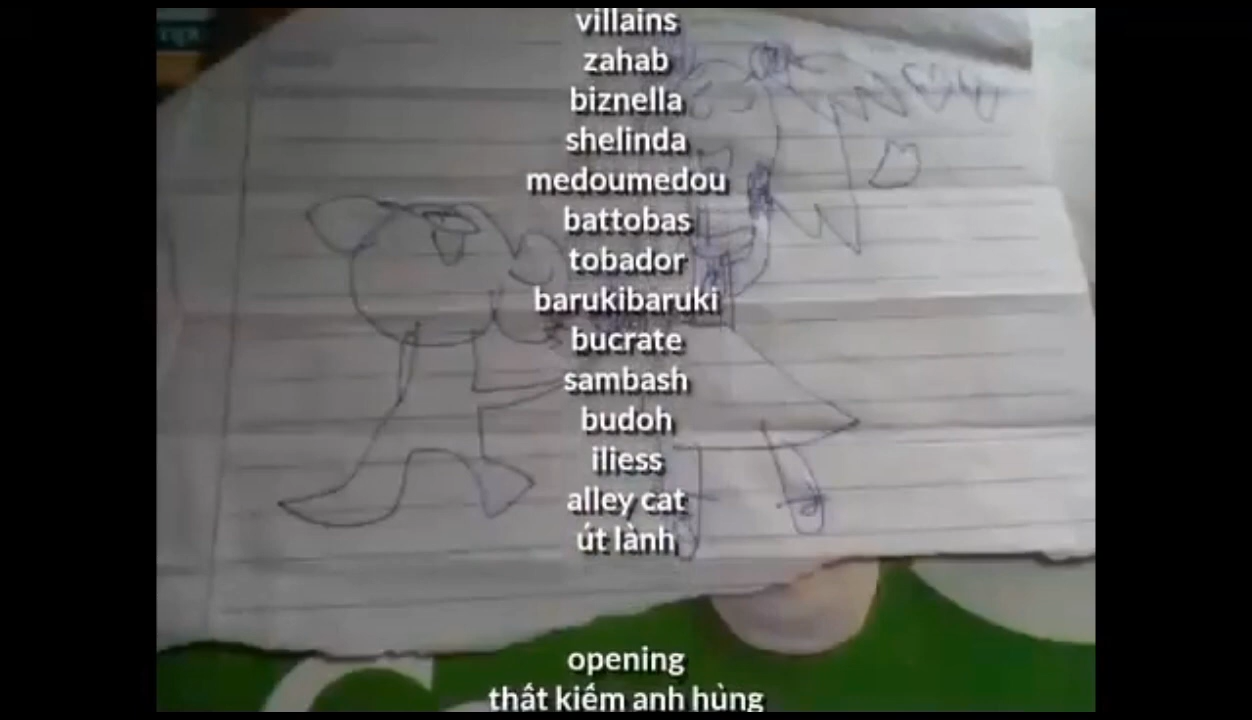 villains
zahab
biznella
shelinda
medoumedou
battobas
tobador
barukibaruki
bucrate
sambash
budoh
iliess
alley cat
út lành
opening
thất kiếm anh hùng